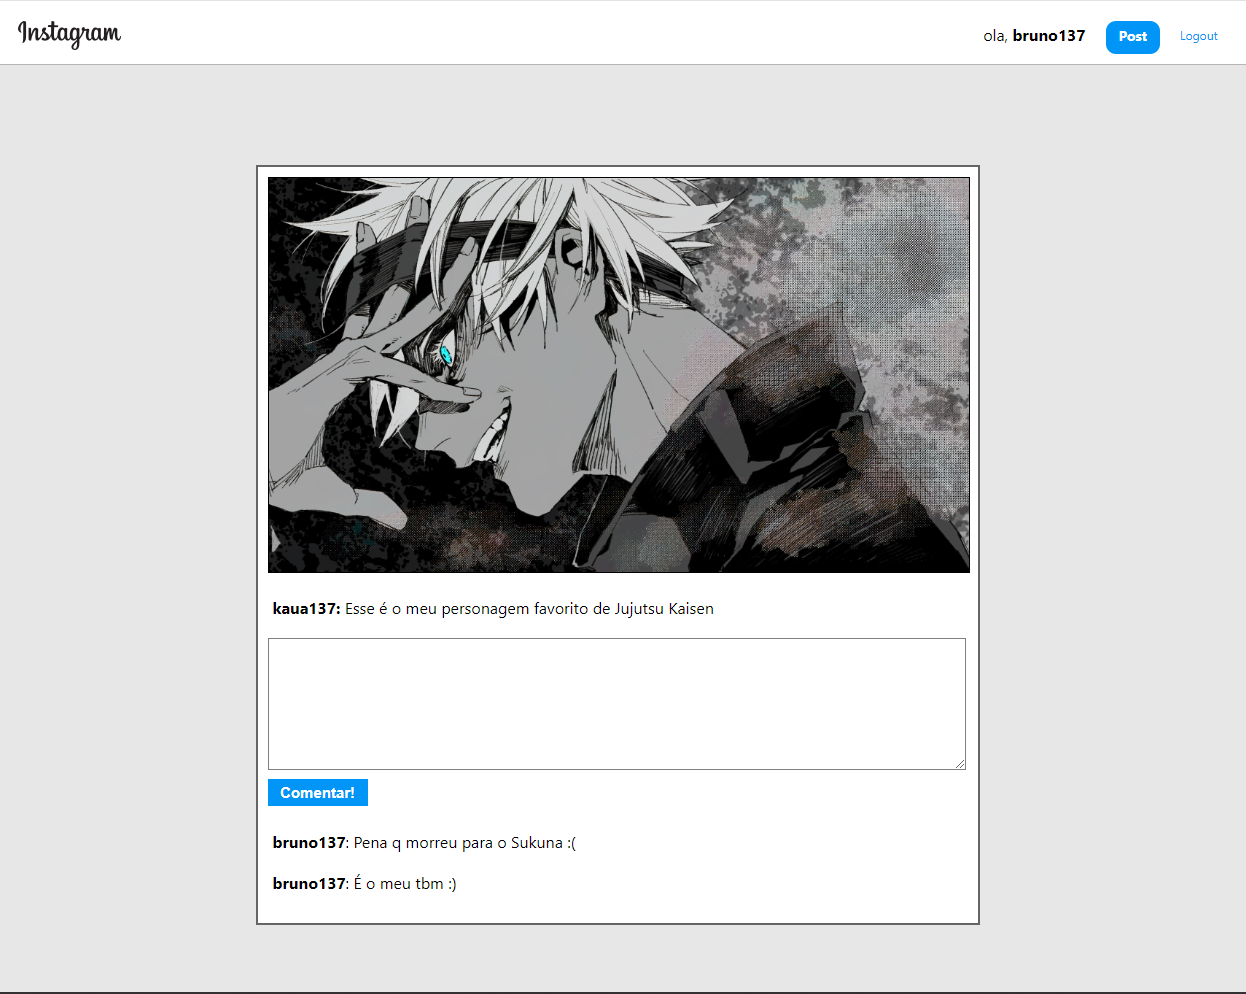 Instagram
ola, bruno137 Post Logout
kaua137: Esse é o meu personagem favorito de Jujutsu Kaisen
Comentar!
bruno137: Pena q morreu para o Sukuna :(
bruno137: É o meu tbm :)